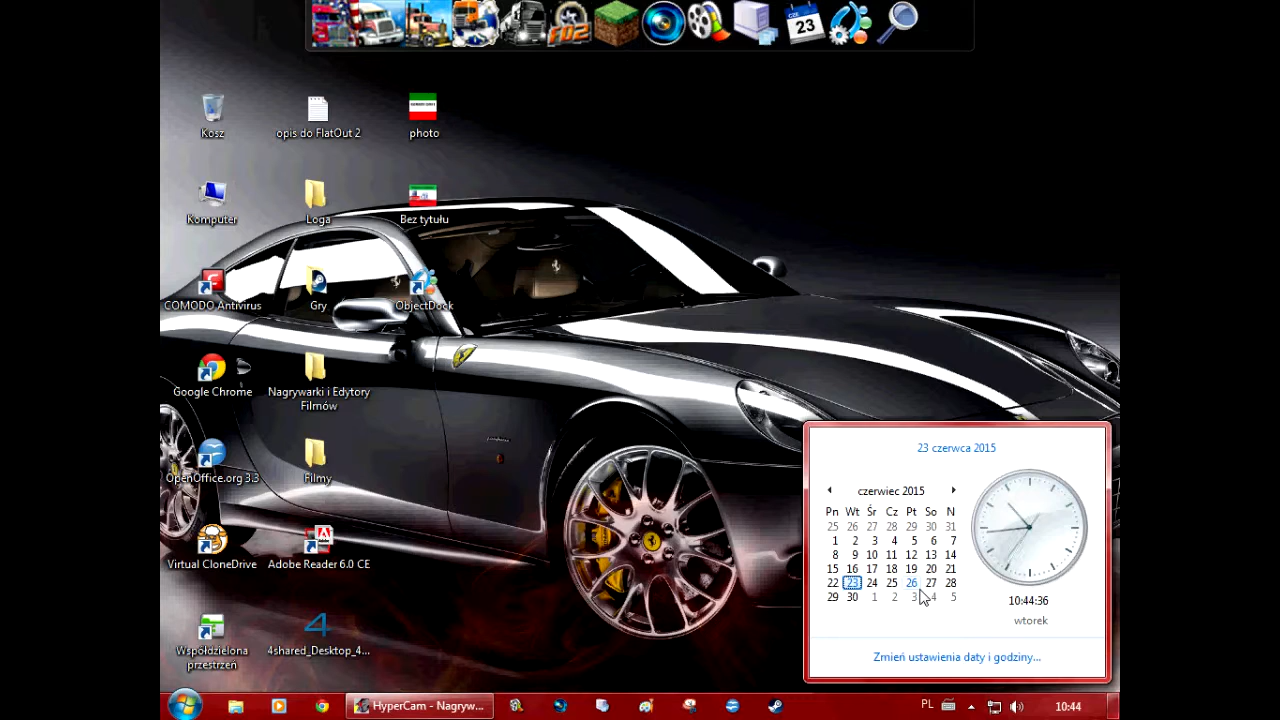 CZE
23
Kosz
opis do FlatOut 2
photo
Komputer
Loga
Bez tytułu
COMODO Antivirus
Gry
ObjectDock
Google Chrome
Nagrywarki i Edytory
Filmów
OpenOffice.org 3.3
Filmy
Virtual CloneDrive
Adobe Reader 6.0 CE
Współdzielona
przestrzeń
4shared_Desktop_4...
23 czerwca 2015
czerwiec 2015
Pn Wt Śr Cz Pt So N
25 26 27 28 29 30 31
1 2 3 4 5 6 7
8 9 10 11 12 13 14
15 16 17 18 19 20 21
22 23 24 25 26 27 28
29 30 1 2 3 4 5
10:44:36
wtorek
Zmień ustawienia daty i godziny...
HyperCam - Nagryw...
PL
10:44